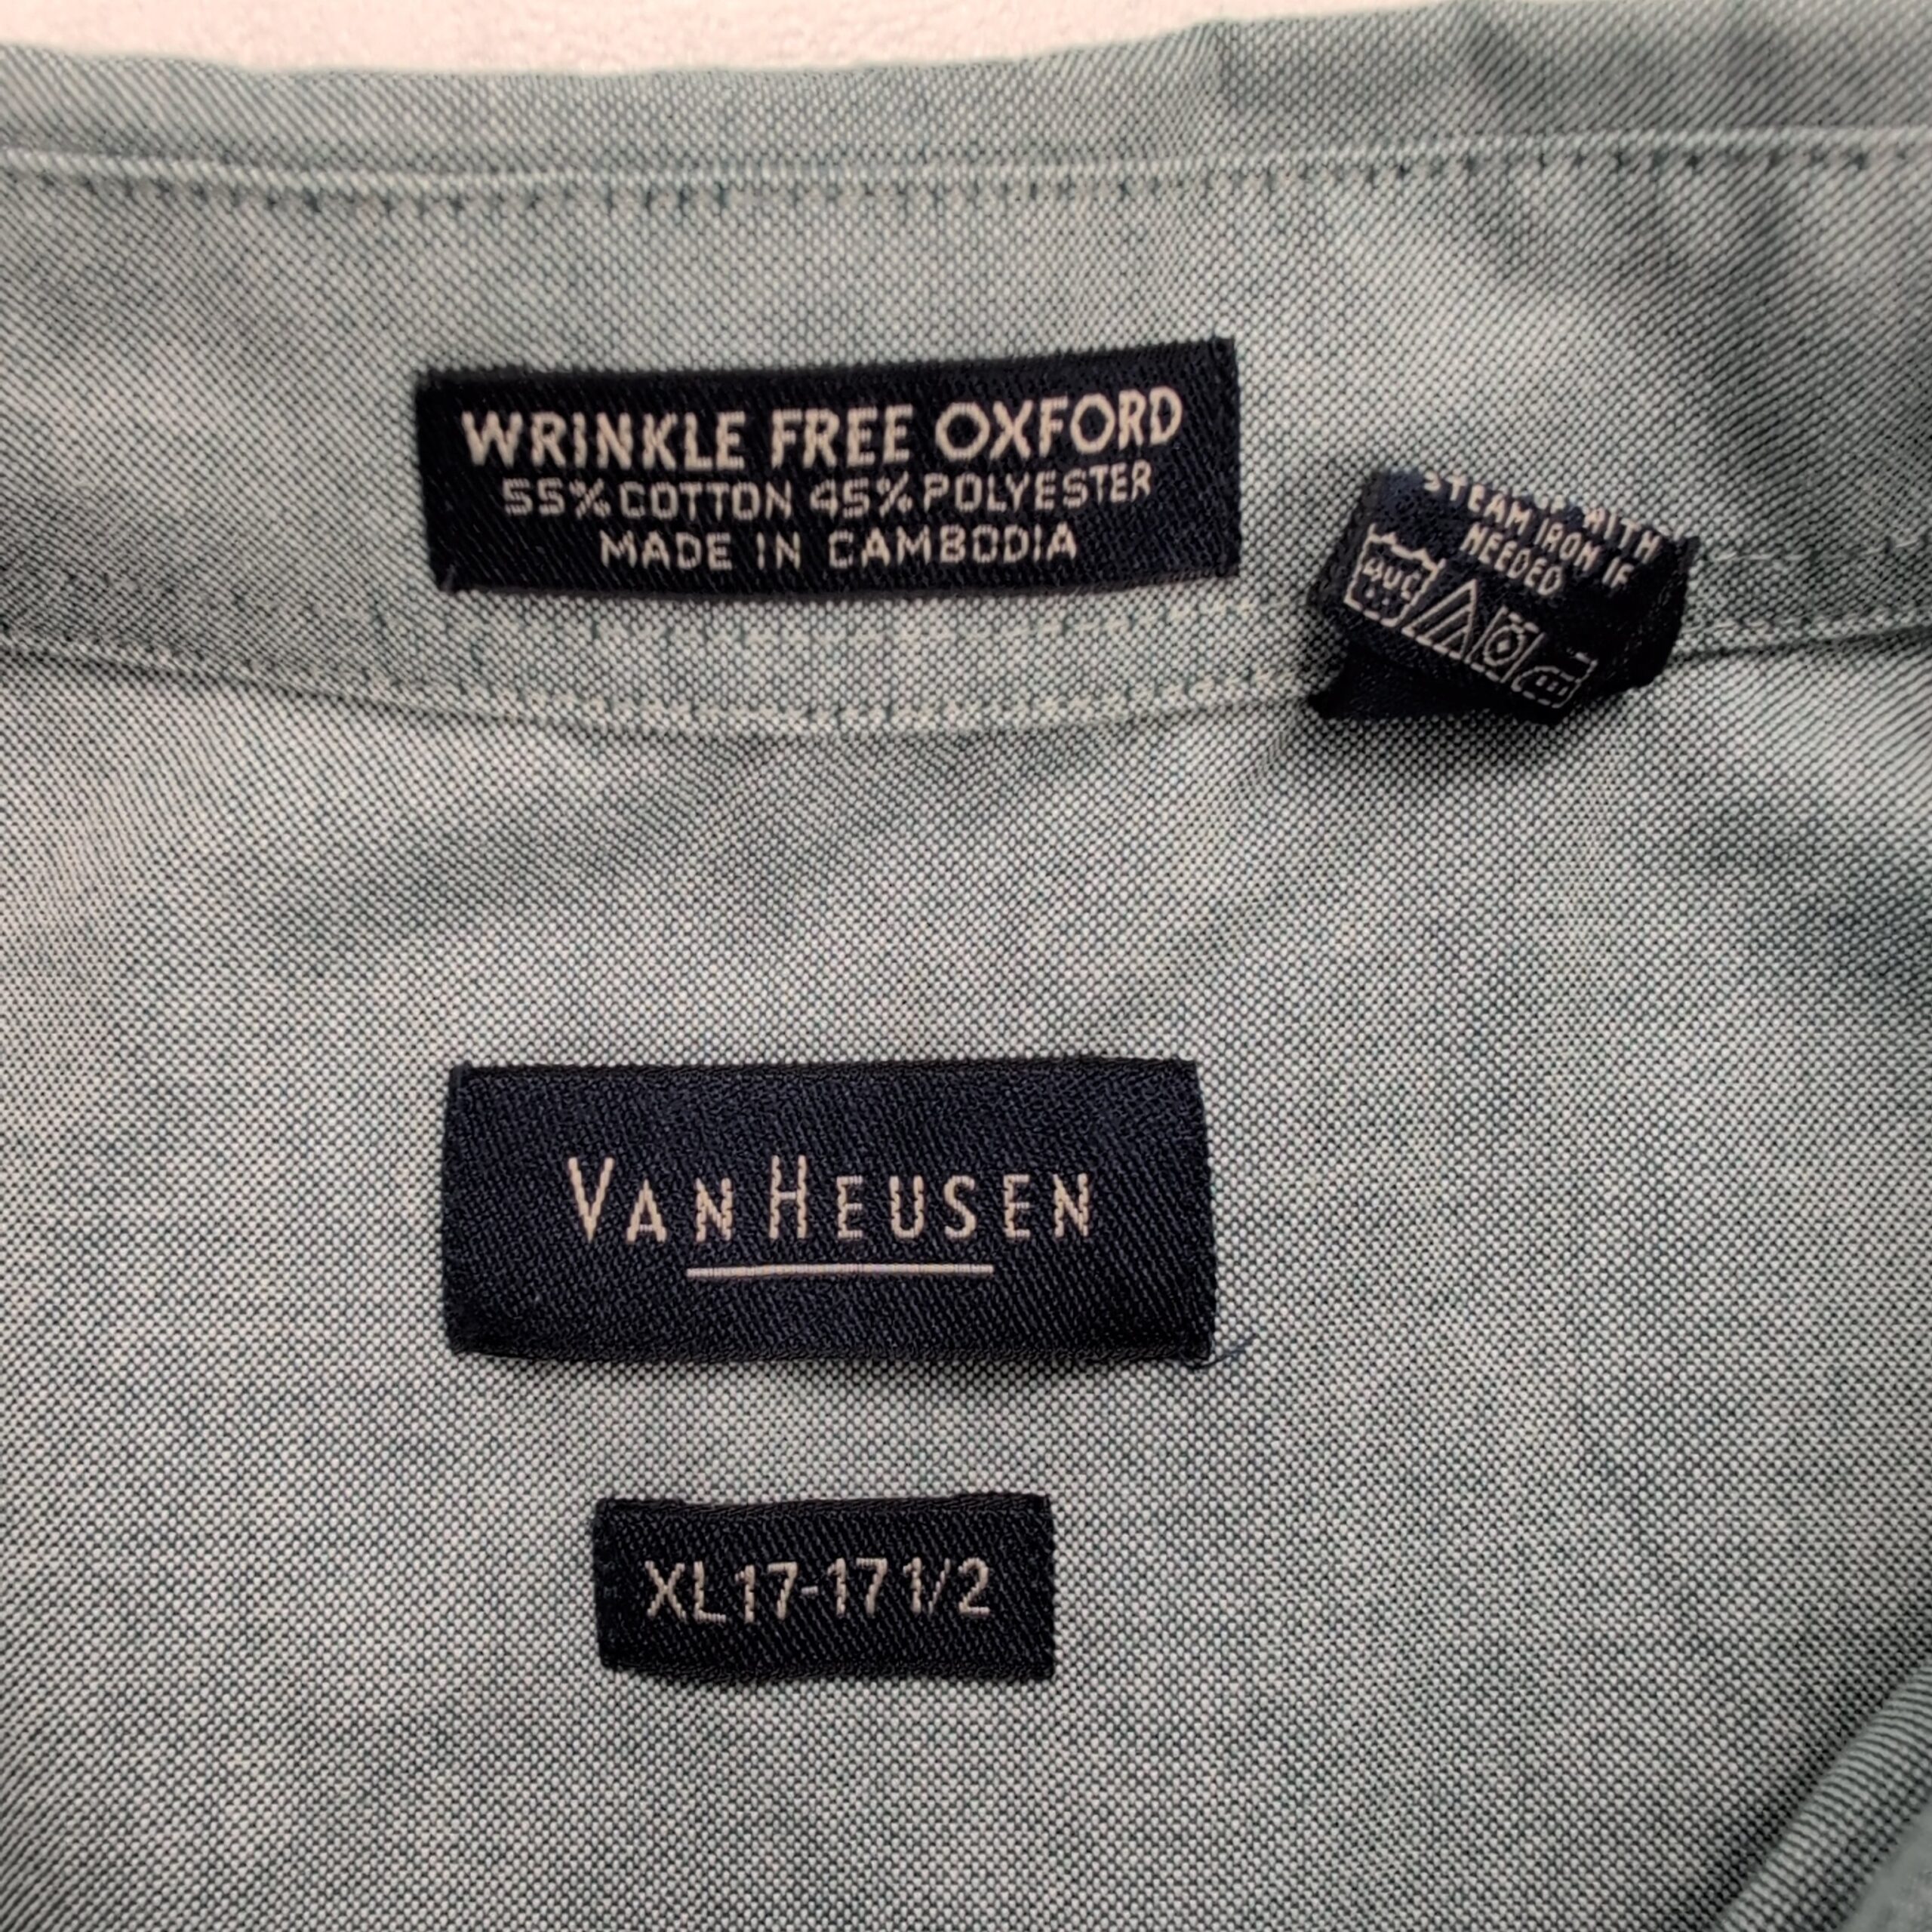 WRINKLE FREE OXFORD
55% COTTON 45% POLYESTER
MADE IN CAMBODIA
WITH
STEAM IRON IF
NEEDED
VAN HEUSEN
XL 17-17 1/2